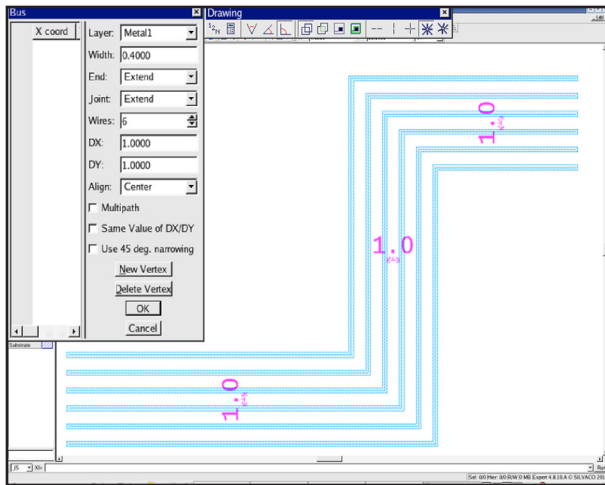 Bus
Drawing
X coord
Layer: Metal1
Width: 0.4000
End: Extend
Joint: Extend
Wires: 6
DX: 1.0000
DY: 1.0000
Align: Center
Multipath
Same Value of DX/DY
Use 45 deg. narrowing
New Vertex
Delete Vertex
OK
Cancel
1.0
1.0
1.0
Substrate